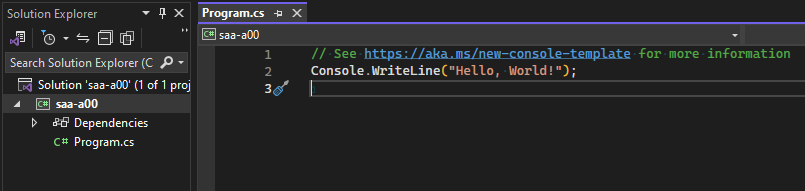 Solution Explorer
Search Solution Explorer (C
Solution 'saa-a00' (1 of 1 proj
C# saa-a00
Dependencies
C# Program.cs
Program.cs
C# saa-a00
1 // See https://aka.ms/new-console-template for more information
2 Console.WriteLine("Hello, World!");
3